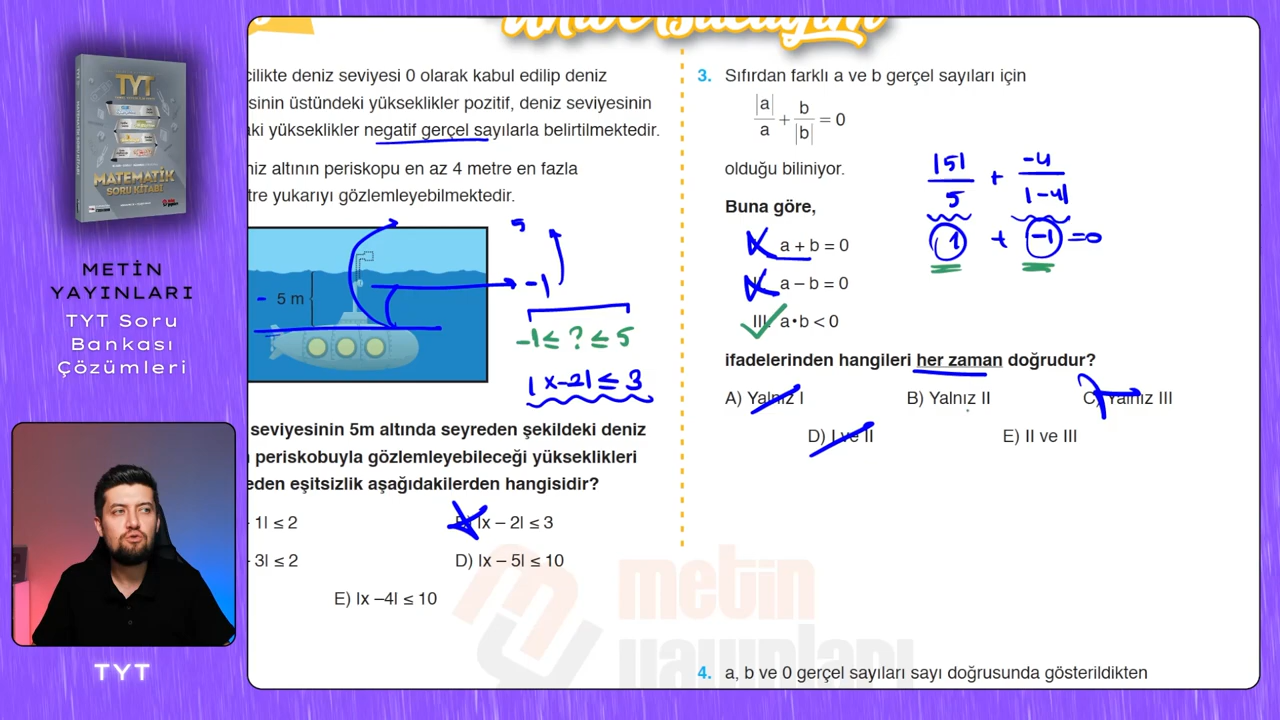 TYT
MATEMATİK
SORU KİTABI
METİN
YAYINLARI
TYT Soru
Bankası
Çözümleri
TYT
cilikte deniz seviyesi 0 olarak kabul edilip deniz
sinin üstündeki yükseklikler pozitif, deniz seviyesinin
aki yükseklikler negatif gerçel sayılarla belirtilmektedir.
niz altının periskopu en az 4 metre en fazla
tre yukarıyı gözlemleyebilmektedir.
5
-1
- 5 m
-1 ≤ ? ≤ 5
|x-2| ≤ 3
seviyesinin 5m altında seyreden şekildeki deniz
n periskobuyla gözlemleyebileceği yükseklikleri
eden eşitsizlik aşağıdakilerden hangisidir?
- 1| ≤ 2
B) |x – 2| ≤ 3
- 3| ≤ 2
D) |x – 5| ≤ 10
E) |x –4| ≤ 10
3. Sıfırdan farklı a ve b gerçel sayıları için
|a|/a + b/|b| = 0
olduğu biliniyor.
|5|/5 + -4/|-4|
1 + -1 = 0
Buna göre,
a + b = 0
a – b = 0
III. a•b < 0
ifadelerinden hangileri her zaman doğrudur?
A) Yalnız I
B) Yalnız II
C) Yalnız III
D) I ve II
E) II ve III
metin
yayınları
4. a, b ve 0 gerçel sayıları sayı doğrusunda gösterildikten